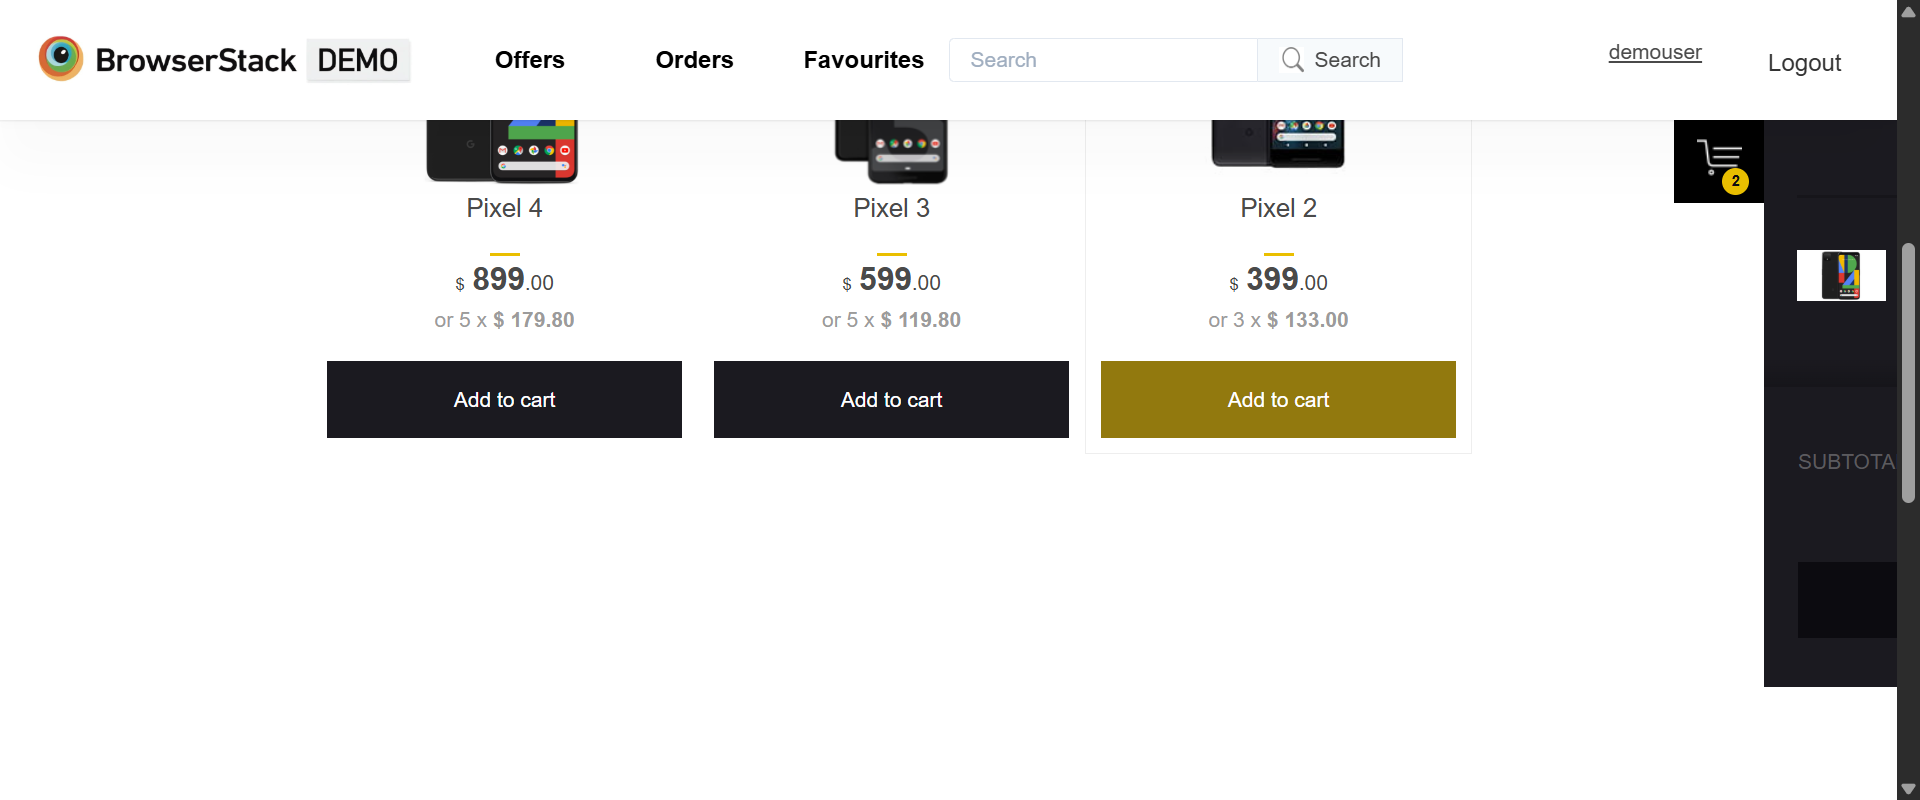 BrowserStack DEMO
Offers
Orders
Favourites
Search
Search
demouser
Logout
2
Pixel 4
$ 899.00
or 5 x $ 179.80
Add to cart
Pixel 3
$ 599.00
or 5 x $ 119.80
Add to cart
Pixel 2
$ 399.00
or 3 x $ 133.00
Add to cart
SUBTOTA